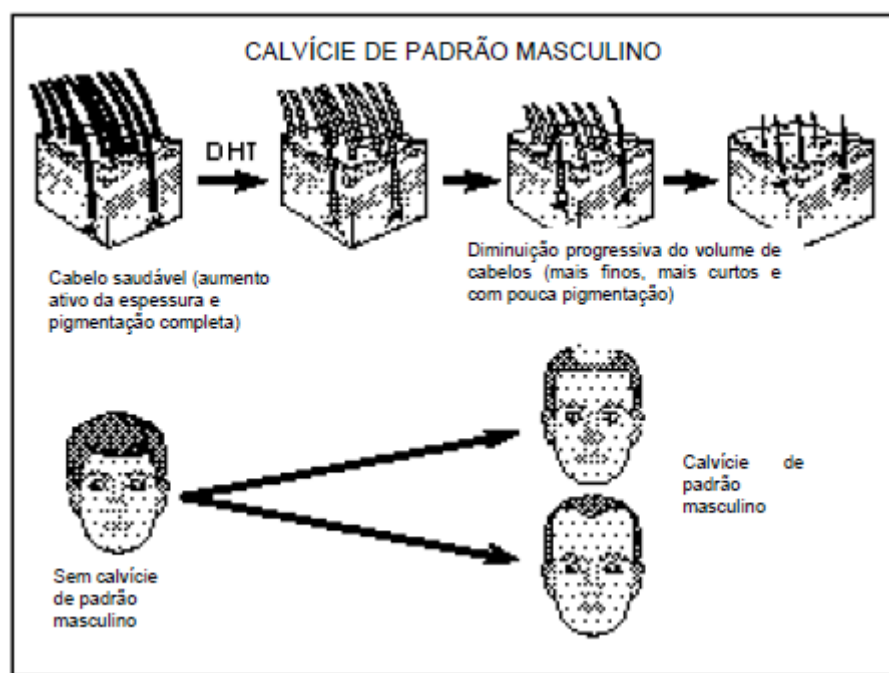 CALVÍCIE DE PADRÃO MASCULINO
DHT
Cabelo saudável (aumento
ativo da espessura e
pigmentação completa)
Diminuição progressiva do volume de
cabelos (mais finos, mais curtos e
com pouca pigmentação)
Sem calvície
de padrão
masculino
Calvície de
padrão
masculino